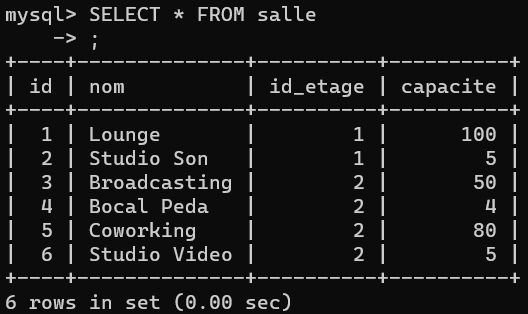 mysql> SELECT * FROM salle
    -> ;
+----+--------------+----------+----------+
| id | nom          | id_etage | capacite |
+----+--------------+----------+----------+
|  1 | Lounge       |        1 |      100 |
|  2 | Studio Son   |        1 |        5 |
|  3 | Broadcasting |        2 |       50 |
|  4 | Bocal Peda   |        2 |        4 |
|  5 | Coworking    |        2 |       80 |
|  6 | Studio Video |        2 |        5 |
+----+--------------+----------+----------+
6 rows in set (0.00 sec)